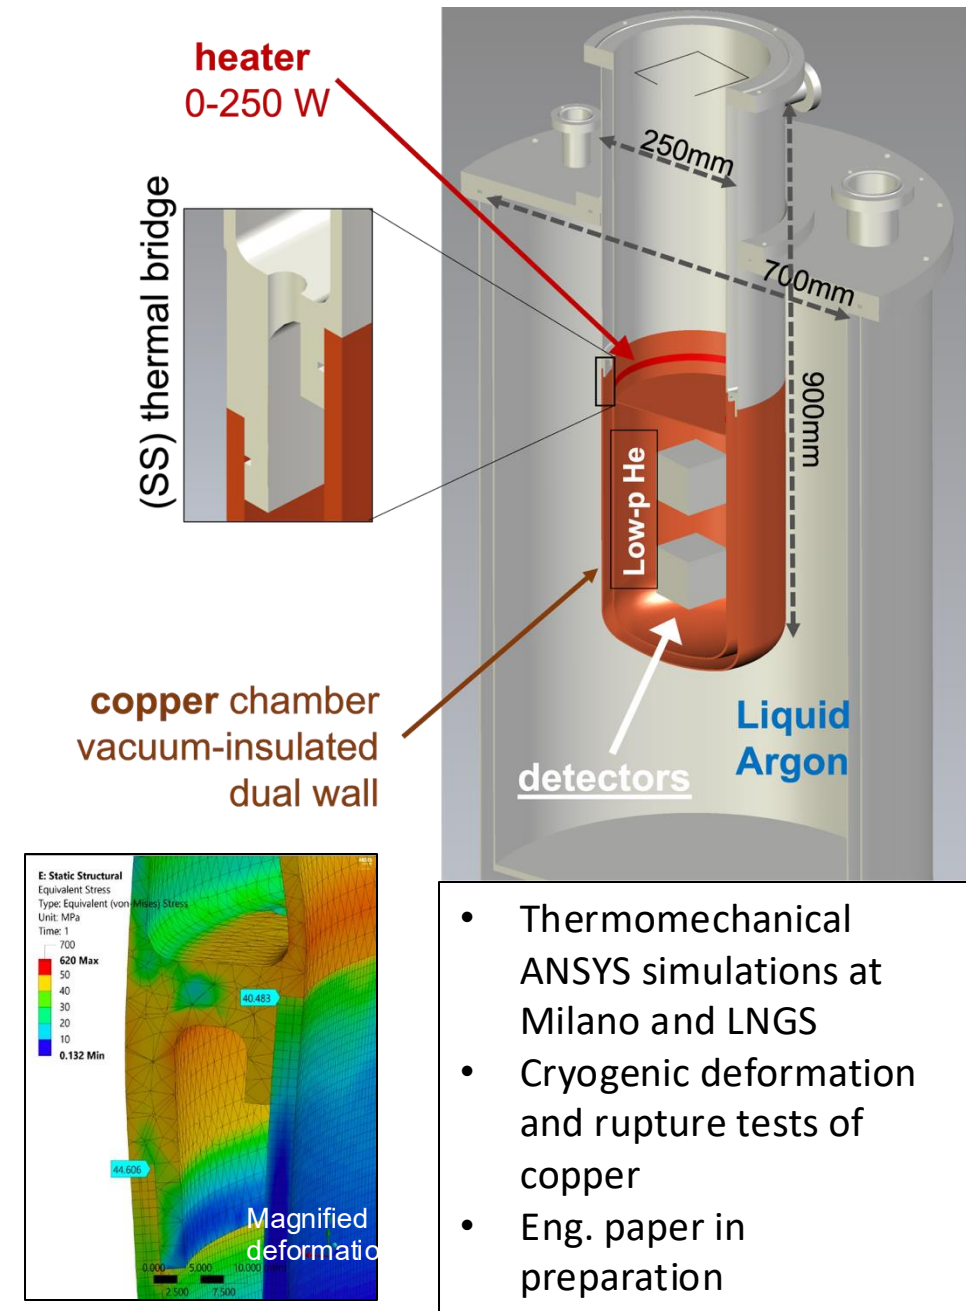 heater
0-250 W
250mm
700mm
900mm
(SS) thermal bridge
Low-p He
copper chamber
vacuum-insulated
dual wall
detectors
Liquid
Argon
E: Static Structural
Equivalent Stress
Type: Equivalent (von-Mises) Stress
Unit: MPa
Time: 1
700
620 Max
50
40
30
20
10
0.132 Min
40.483
44.606
Magnified
deformatio
0.000 5.000 10.000
2.500 7.500
• Thermomechanical
ANSYS simulations at
Milano and LNGS
• Cryogenic deformation
and rupture tests of
copper
• Eng. paper in
preparation